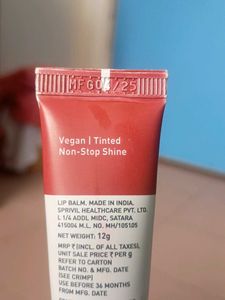 MFG04/25
Vegan | Tinted
Non-Stop Shine
LIP BALM. MADE IN INDIA,
SPRIVIL HEALTHCARE PVT. LTD.
L 1/4 ADDL MIDC, SATARA
415004 M.L. NO. MH/105105
NET WEIGHT: 12g
MRP ₹ (INCL. OF ALL TAXES),
UNIT SALE PRICE ₹ per g
REFER TO CARTON
BATCH NO. & MFG. DATE
(SEE CRIMP)
USE BEFORE 36 MONTHS
FROM MFG. DATE